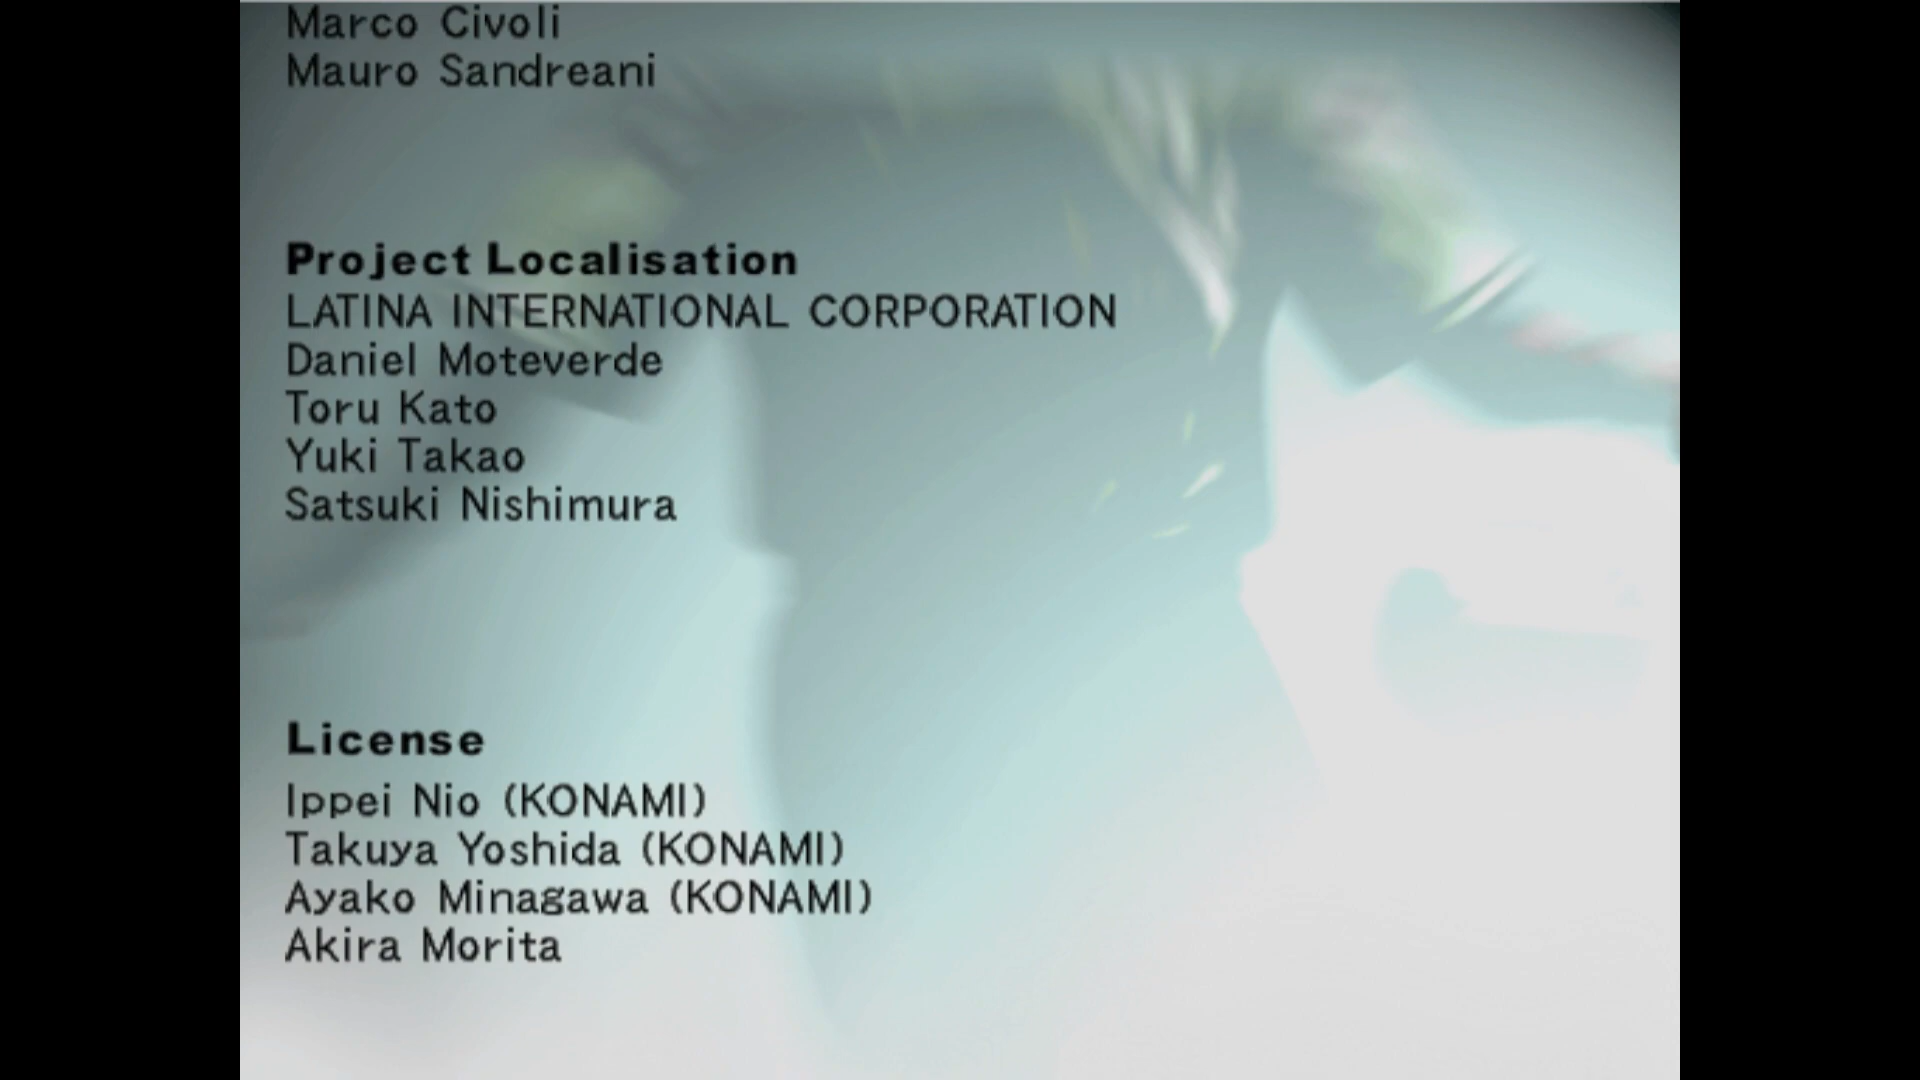 Marco Civoli
Mauro Sandreani
Project Localisation
LATINA INTERNATIONAL CORPORATION
Daniel Moteverde
Toru Kato
Yuki Takao
Satsuki Nishimura
License
Ippei Nio (KONAMI)
Takuya Yoshida (KONAMI)
Ayako Minagawa (KONAMI)
Akira Morita